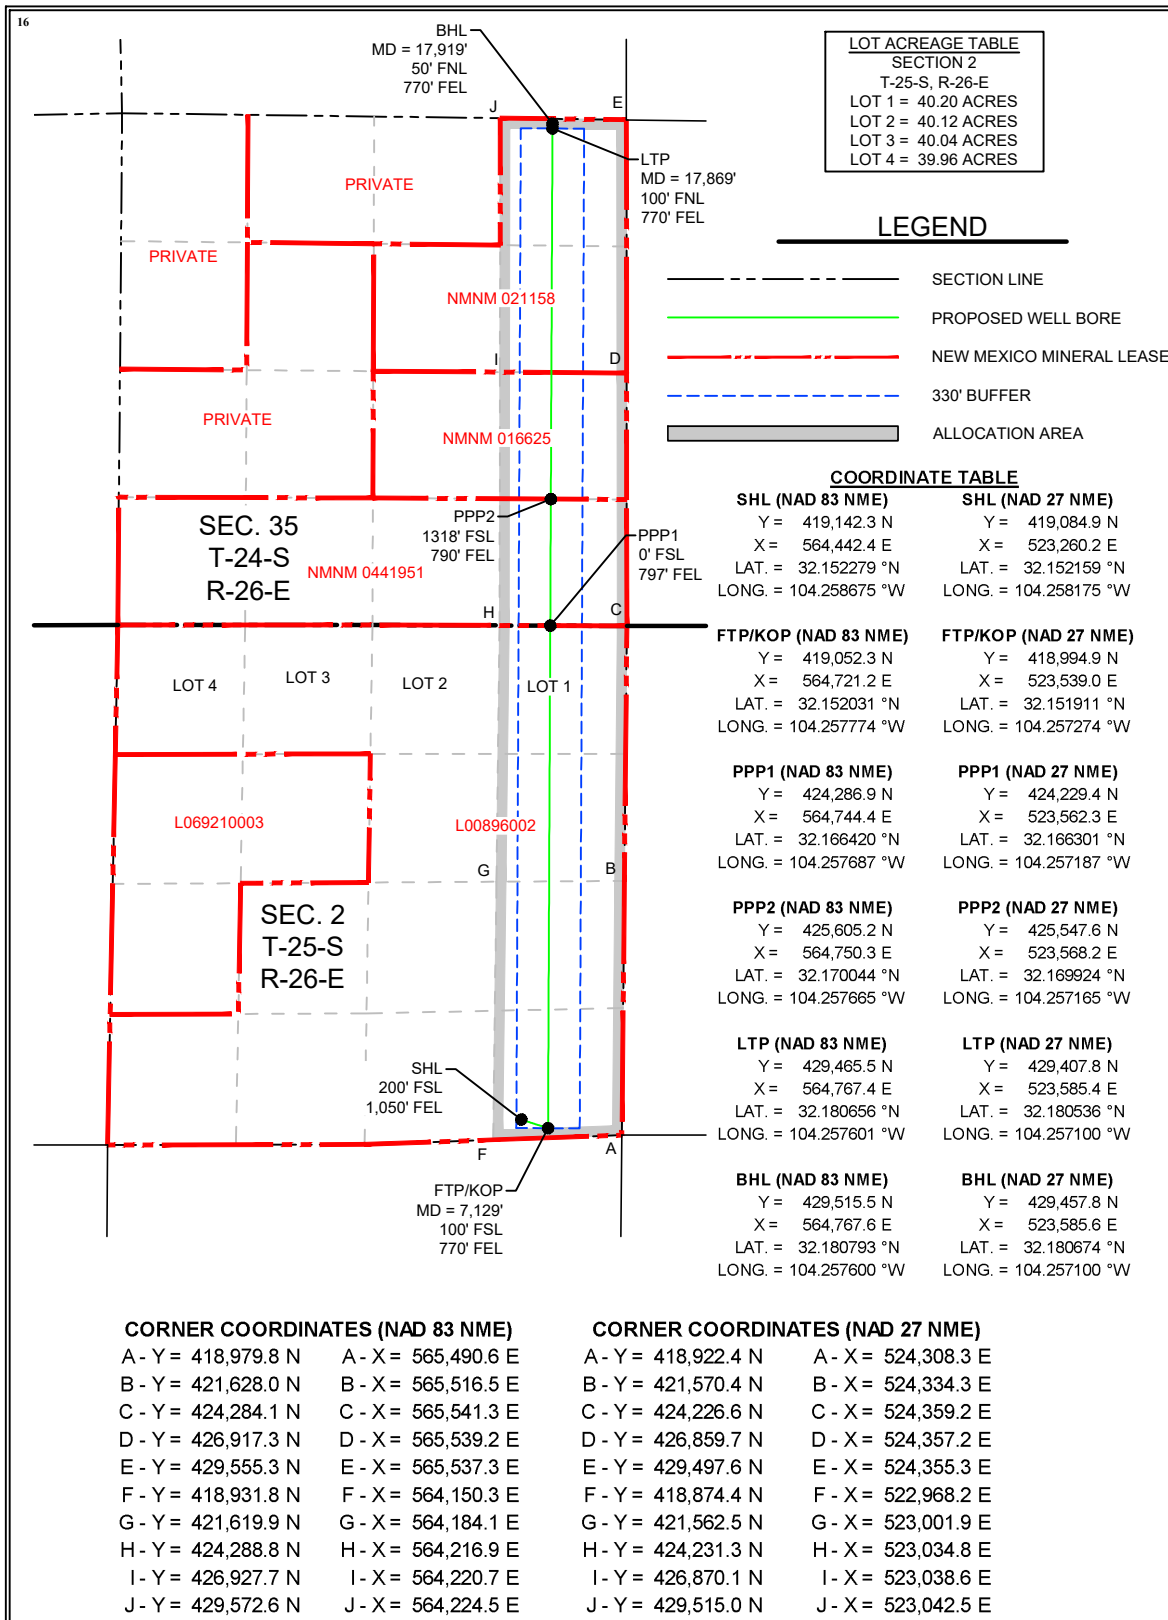 16
BHL
MD = 17,919'
50' FNL
770' FEL
J
E
LTP
MD = 17,869'
100' FNL
770' FEL
PRIVATE
PRIVATE
NMNM 021158
I
D
PRIVATE
NMNM 016625
PPP2
1318' FSL
790' FEL
PPP1
0' FSL
797' FEL
SEC. 35
T-24-S
R-26-E
NMNM 0441951
H
C
LOT 4
LOT 3
LOT 2
LOT 1
L069210003
L00896002
G
B
SEC. 2
T-25-S
R-26-E
SHL
200' FSL
1,050' FEL
F
A
FTP/KOP
MD = 7,129'
100' FSL
770' FEL
LOT ACREAGE TABLE
SECTION 2
T-25-S, R-26-E
LOT 1 = 40.20 ACRES
LOT 2 = 40.12 ACRES
LOT 3 = 40.04 ACRES
LOT 4 = 39.96 ACRES
LEGEND
SECTION LINE
PROPOSED WELL BORE
NEW MEXICO MINERAL LEASE
330' BUFFER
ALLOCATION AREA
COORDINATE TABLE
SHL (NAD 83 NME) SHL (NAD 27 NME)
Y = 419,142.3 N Y = 419,084.9 N
X = 564,442.4 E X = 523,260.2 E
LAT. = 32.152279 °N LAT. = 32.152159 °N
LONG. = 104.258675 °W LONG. = 104.258175 °W
FTP/KOP (NAD 83 NME) FTP/KOP (NAD 27 NME)
Y = 419,052.3 N Y = 418,994.9 N
X = 564,721.2 E X = 523,539.0 E
LAT. = 32.152031 °N LAT. = 32.151911 °N
LONG. = 104.257774 °W LONG. = 104.257274 °W
PPP1 (NAD 83 NME) PPP1 (NAD 27 NME)
Y = 424,286.9 N Y = 424,229.4 N
X = 564,744.4 E X = 523,562.3 E
LAT. = 32.166420 °N LAT. = 32.166301 °N
LONG. = 104.257687 °W LONG. = 104.257187 °W
PPP2 (NAD 83 NME) PPP2 (NAD 27 NME)
Y = 425,605.2 N Y = 425,547.6 N
X = 564,750.3 E X = 523,568.2 E
LAT. = 32.170044 °N LAT. = 32.169924 °N
LONG. = 104.257665 °W LONG. = 104.257165 °W
LTP (NAD 83 NME) LTP (NAD 27 NME)
Y = 429,465.5 N Y = 429,407.8 N
X = 564,767.4 E X = 523,585.4 E
LAT. = 32.180656 °N LAT. = 32.180536 °N
LONG. = 104.257601 °W LONG. = 104.257100 °W
BHL (NAD 83 NME) BHL (NAD 27 NME)
Y = 429,515.5 N Y = 429,457.8 N
X = 564,767.6 E X = 523,585.6 E
LAT. = 32.180793 °N LAT. = 32.180674 °N
LONG. = 104.257600 °W LONG. = 104.257100 °W
CORNER COORDINATES (NAD 83 NME) CORNER COORDINATES (NAD 27 NME)
A - Y = 418,979.8 N A - X = 565,490.6 E A - Y = 418,922.4 N A - X = 524,308.3 E
B - Y = 421,628.0 N B - X = 565,516.5 E B - Y = 421,570.4 N B - X = 524,334.3 E
C - Y = 424,284.1 N C - X = 565,541.3 E C - Y = 424,226.6 N C - X = 524,359.2 E
D - Y = 426,917.3 N D - X = 565,539.2 E D - Y = 426,859.7 N D - X = 524,357.2 E
E - Y = 429,555.3 N E - X = 565,537.3 E E - Y = 429,497.6 N E - X = 524,355.3 E
F - Y = 418,931.8 N F - X = 564,150.3 E F - Y = 418,874.4 N F - X = 522,968.2 E
G - Y = 421,619.9 N G - X = 564,184.1 E G - Y = 421,562.5 N G - X = 523,001.9 E
H - Y = 424,288.8 N H - X = 564,216.9 E H - Y = 424,231.3 N H - X = 523,034.8 E
I - Y = 426,927.7 N I - X = 564,220.7 E I - Y = 426,870.1 N I - X = 523,038.6 E
J - Y = 429,572.6 N J - X = 564,224.5 E J - Y = 429,515.0 N J - X = 523,042.5 E